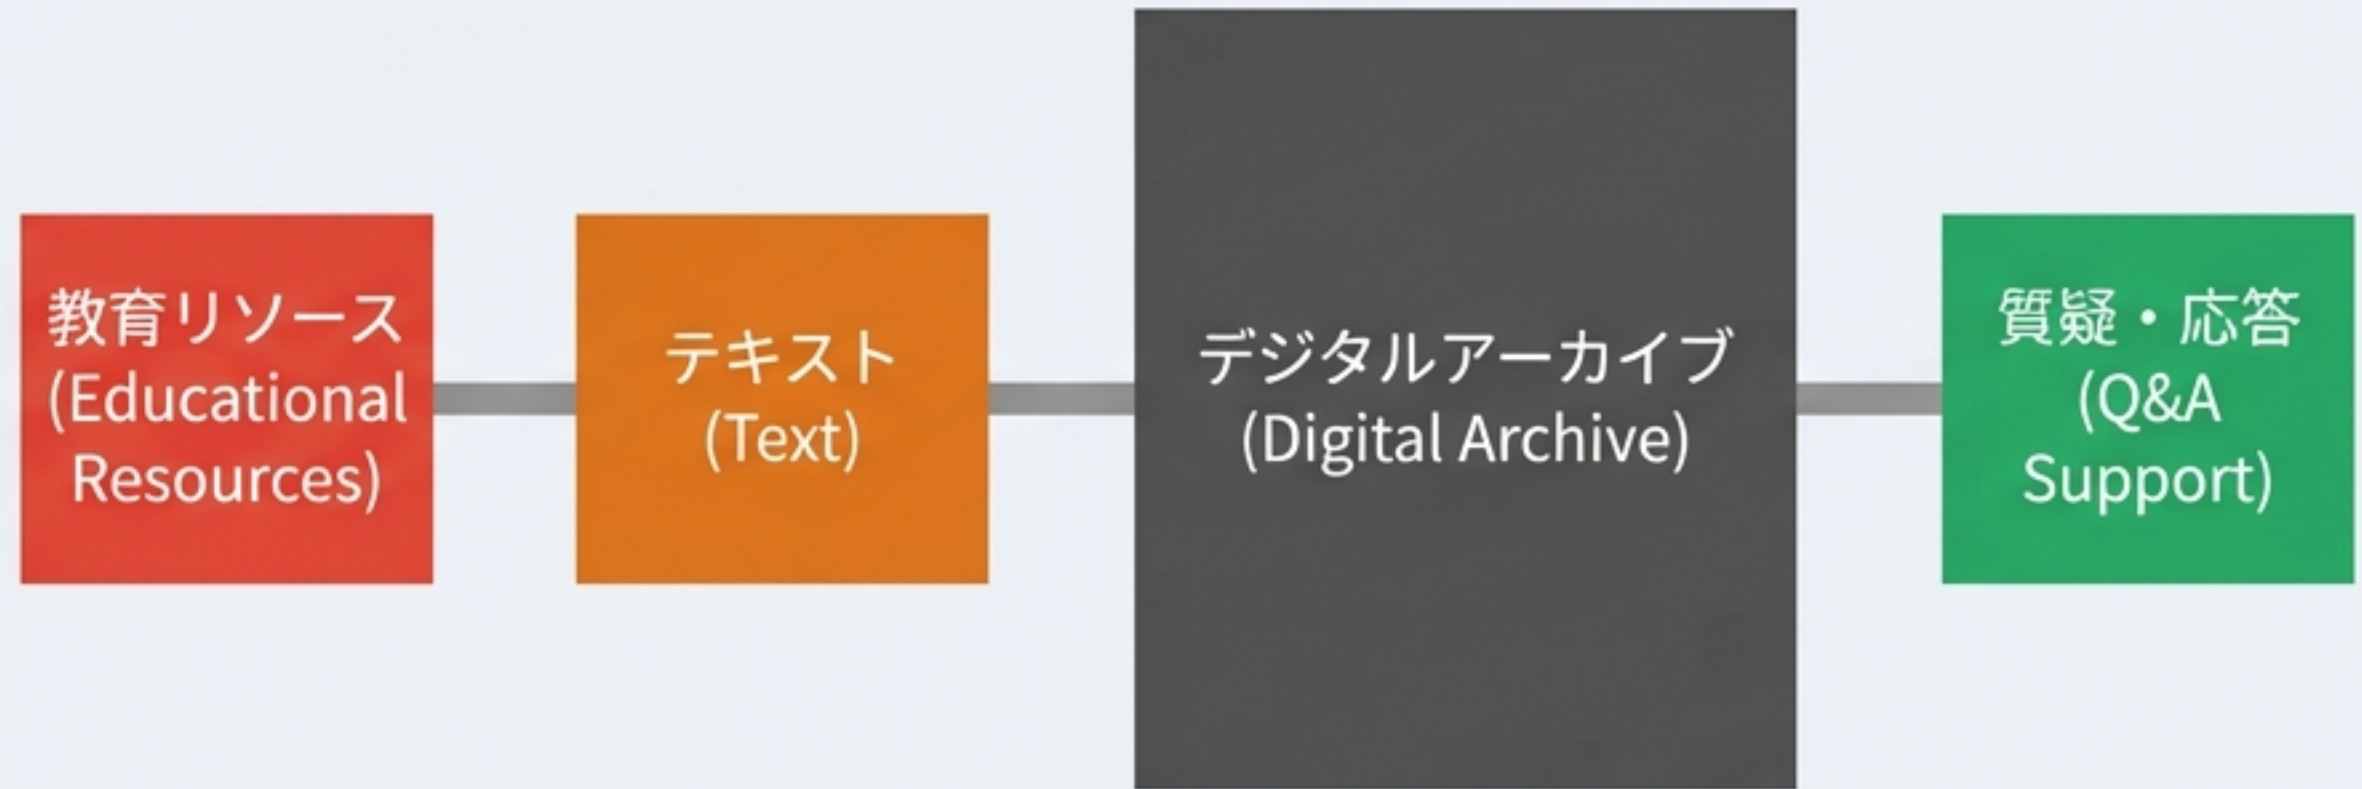 教育リソース
(Educational
Resources)
テキスト
(Text)
デジタルアーカイブ
(Digital Archive)
質疑・応答
(Q&A
Support)